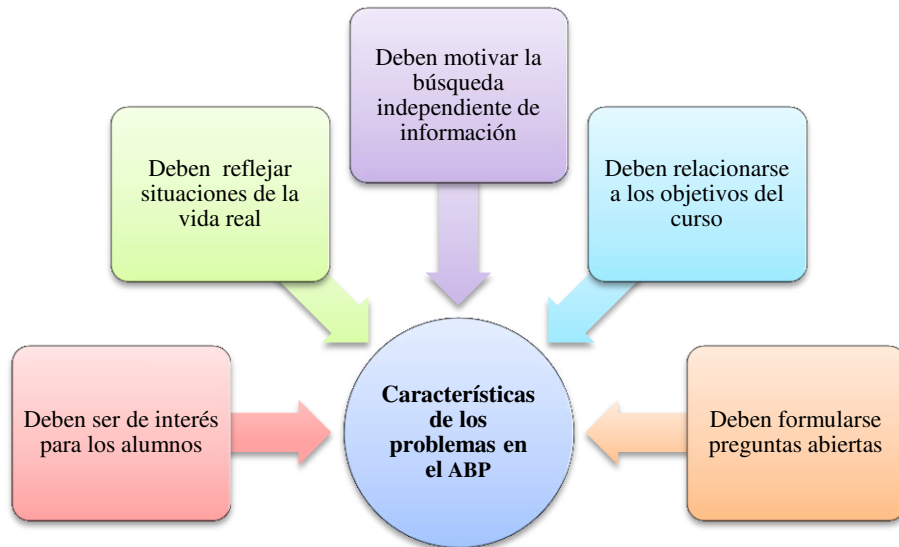 Deben motivar la
búsqueda
independiente de
información
Deben reflejar
situaciones de la
vida real
Deben relacionarse
a los objetivos del
curso
Deben ser de interés
para los alumnos
Características
de los
problemas en
el ABP
Deben formularse
preguntas abiertas